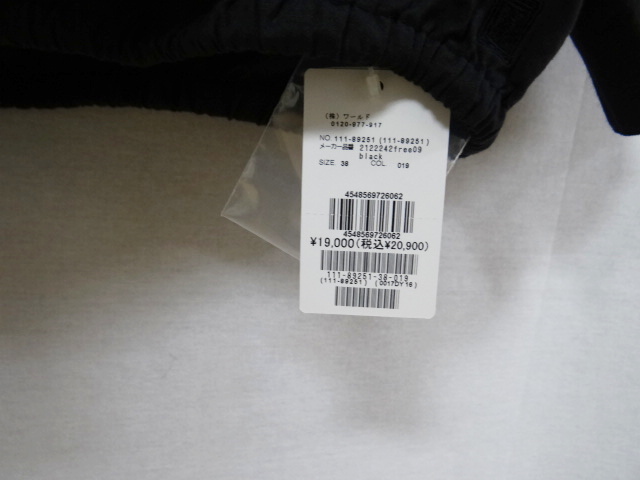 (株)ワールド
0120-977-917
NO.111-89251(111-89251)
メーカー品番 2122242free09
black
SIZE 38 COL 019
4548569726062
4548569726062
¥19,000(税込¥20,900)
111-89251-38-019
(111-89251) (0017DY18)